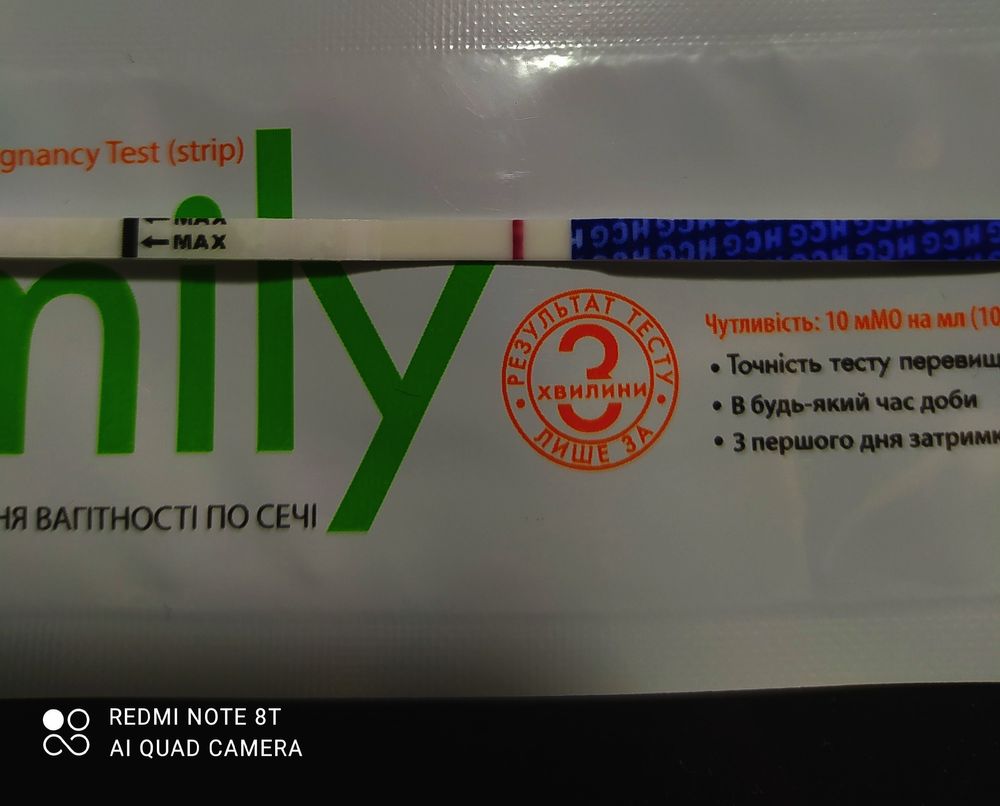 gnancy Test (strip)
MAX
MAX
HCG HCG HCG HCG HCG
mily
РЕЗУЛЬТАТ ТЕСТУ
ЛИШЕ ЗА
3
ХВИЛИНИ
Чутливість: 10 мМО на мл (10
• Точність тесту перевищ
• В будь-який час доби
• З першого дня затримк
НЯ ВАГІТНОСТІ ПО СЕЧІ
REDMI NOTE 8T
AI QUAD CAMERA